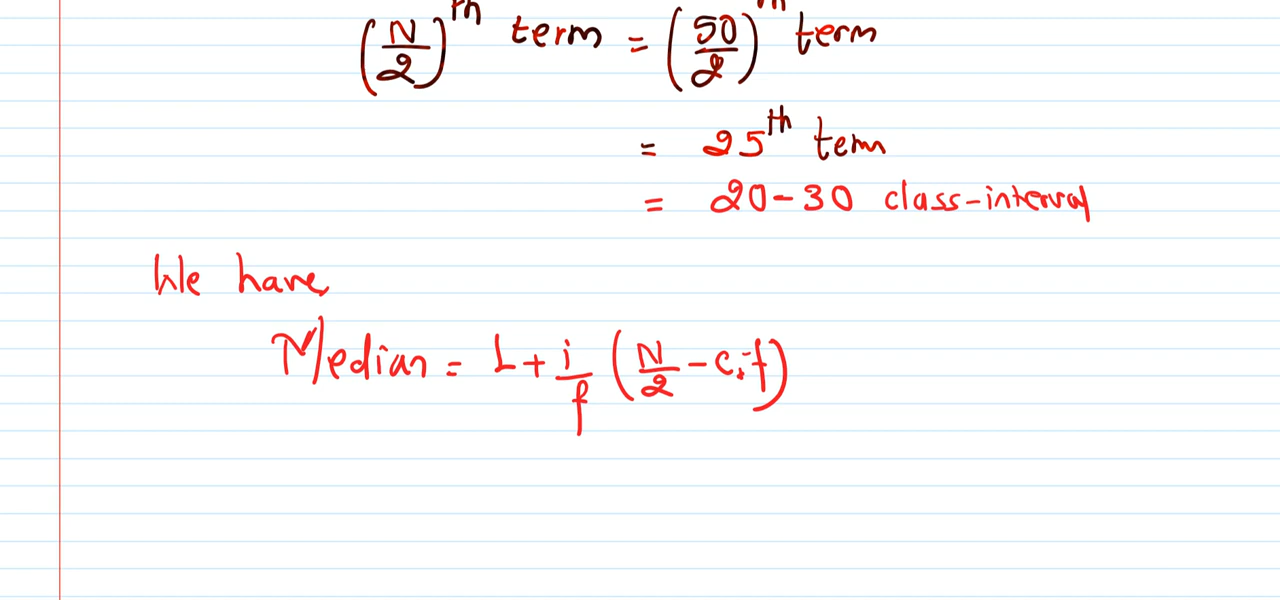 (N/2)th term = (50/2)th term
= 25th term
= 20-30 class-interval
We have,
Median = L + i/f (N/2 - c.f)